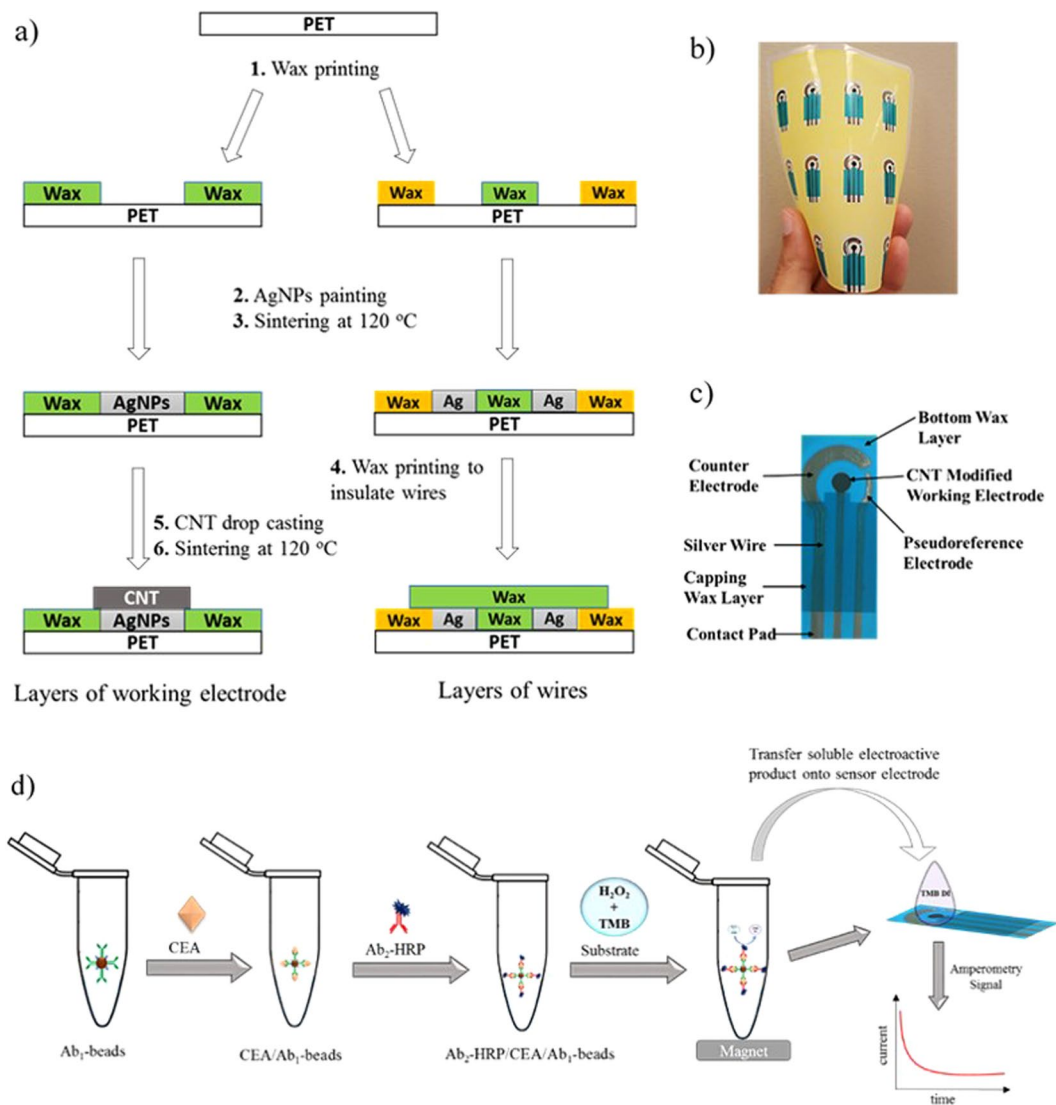 a)
PET
1. Wax printing
Wax
Wax
PET
Wax
Wax
Wax
PET
2. AgNPs painting
3. Sintering at 120 °C
Wax
AgNPs
Wax
PET
Wax
Ag
Wax
Ag
Wax
PET
4. Wax printing to
insulate wires
5. CNT drop casting
6. Sintering at 120 °C
CNT
Wax
AgNPs
Wax
PET
Wax
Wax
Ag
Wax
Ag
Wax
PET
Layers of working electrode
Layers of wires
b)
c)
Bottom Wax
Layer
Counter
Electrode
CNT Modified
Working Electrode
Silver Wire
Pseudoreference
Electrode
Capping
Wax Layer
Contact Pad
d)
Transfer soluble electroactive
product onto sensor electrode
CEA
Ab₂-HRP
H₂O₂
+
TMB
Substrate
TMB DI
Amperometry
Signal
Ab₁-beads
CEA/Ab₁-beads
Ab₂-HRP/CEA/Ab₁-beads
Magnet
current
time